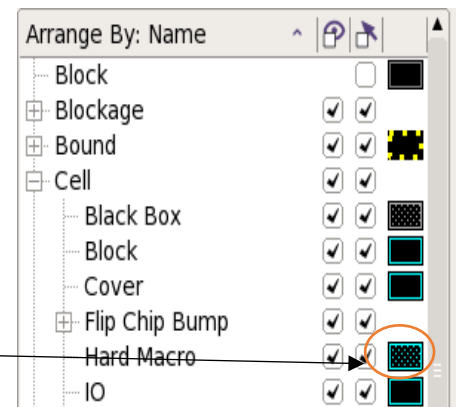 Arrange By: Name
Block
Blockage
Bound
Cell
Black Box
Block
Cover
Flip Chip Bump
Hard Macro
IO